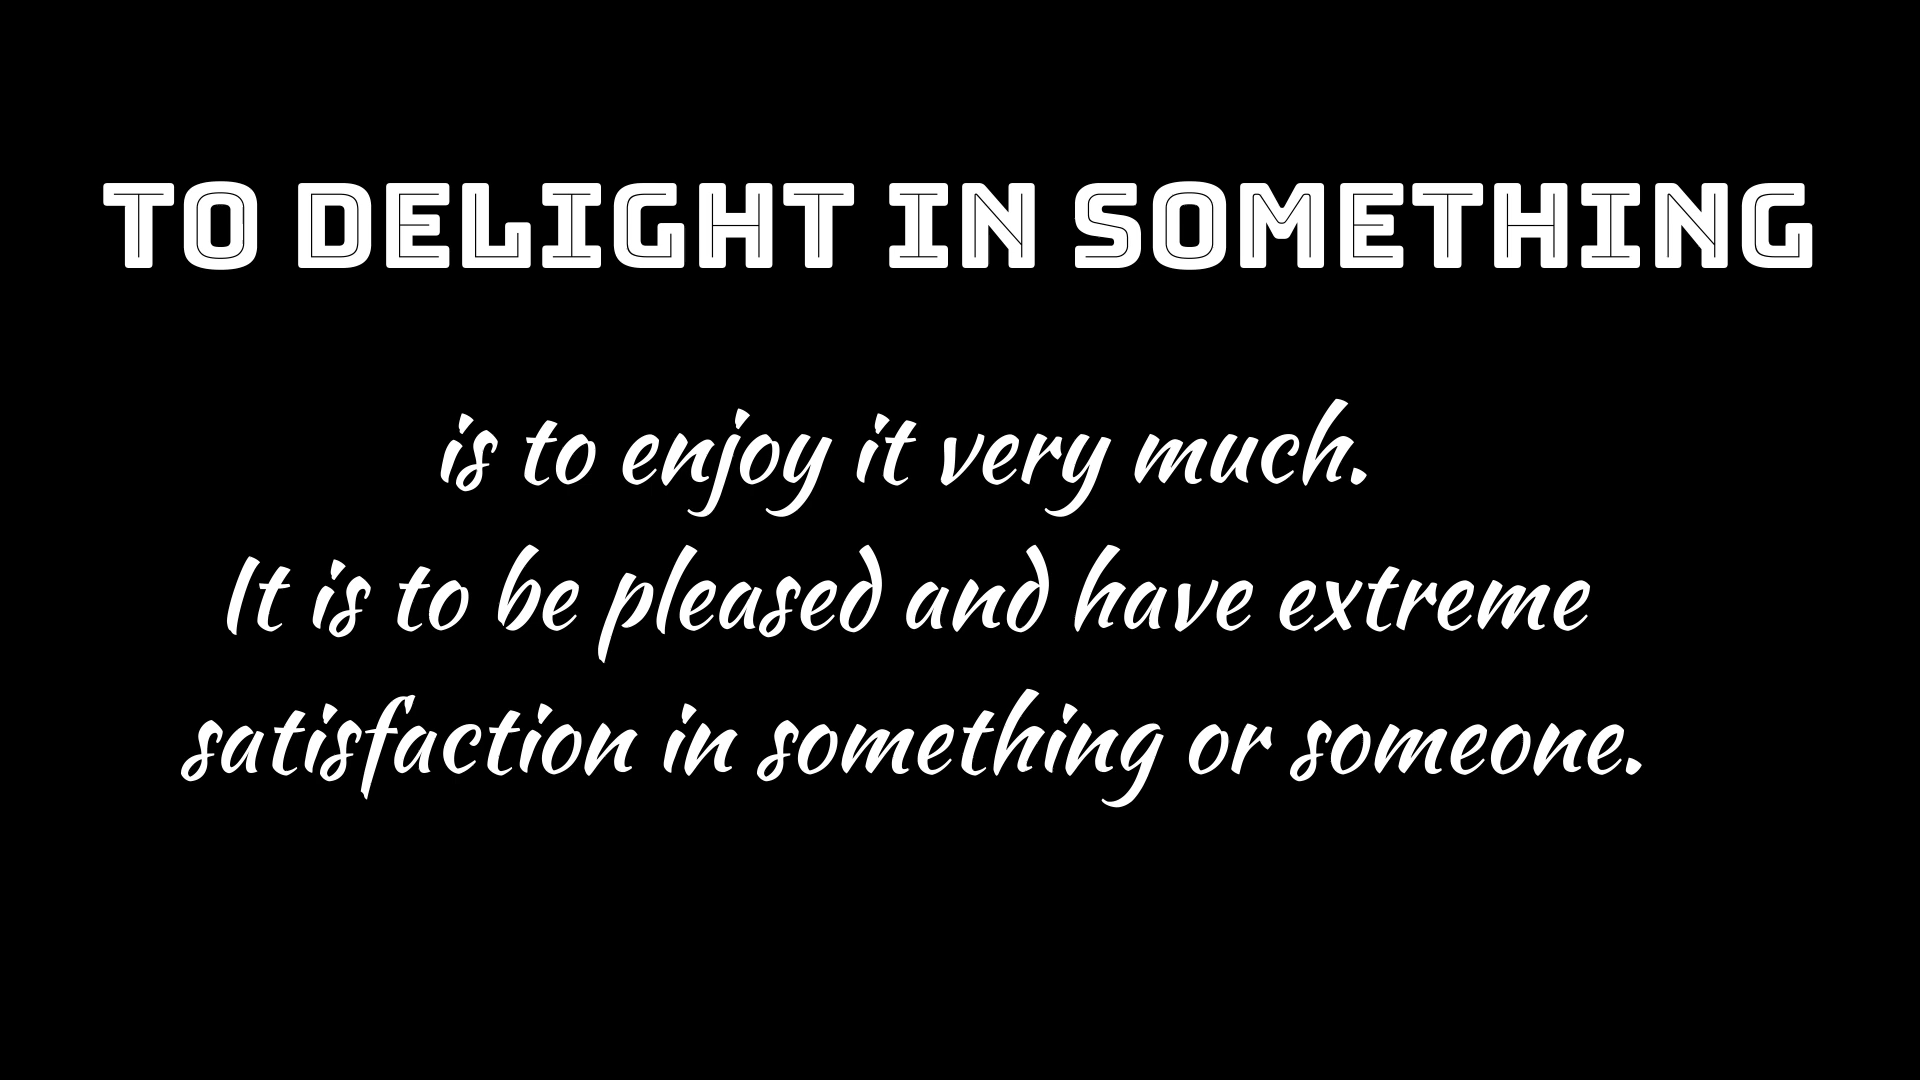 TO DELIGHT IN SOMETHING
is to enjoy it very much.
It is to be pleased and have extreme
satisfaction in something or someone.